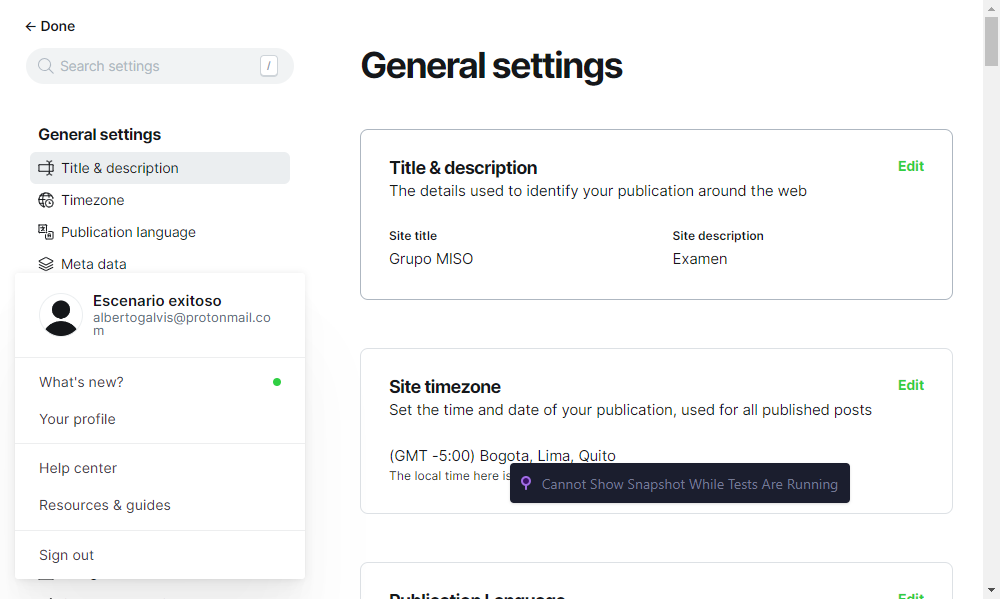 ← Done
Search settings /
General settings
Title & description
Timezone
Publication language
Meta data
Escenario exitoso
albertogalvis@protonmail.co
m
What's new?
Your profile
Help center
Resources & guides
Sign out
General settings
Title & description
Edit
The details used to identify your publication around the web
Site title
Site description
Grupo MISO
Examen
Site timezone
Edit
Set the time and date of your publication, used for all published posts
(GMT -5:00) Bogota, Lima, Quito
The local time here is
Cannot Show Snapshot While Tests Are Running
Publication Language
Edit